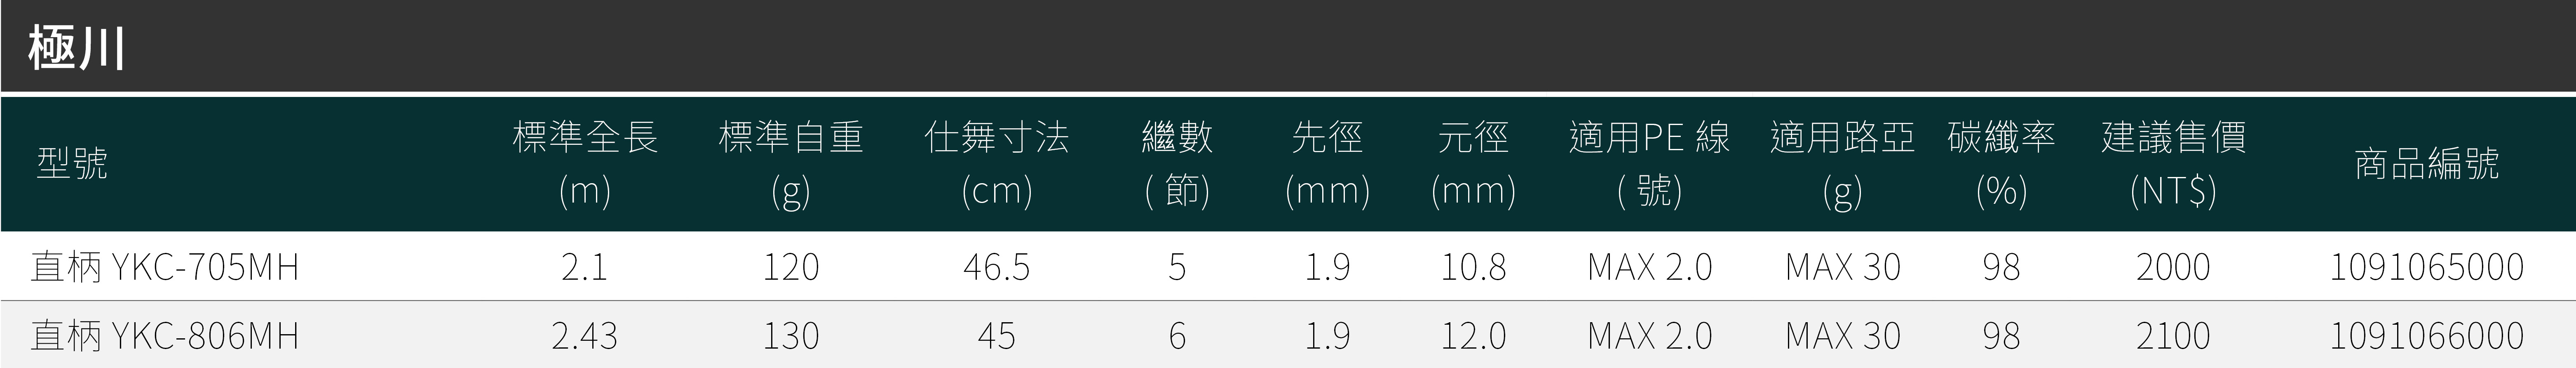 極川
型號 標準全長 (m) 標準自重 (g) 仕舞寸法 (cm) 繼數 ( 節) 先徑 (mm) 元徑 (mm) 適用PE 線 ( 號) 適用路亞 (g) 碳纖率 (%) 建議售價 (NT$) 商品編號
直柄 YKC-705MH 2.1 120 46.5 5 1.9 10.8 MAX 2.0 MAX 30 98 2000 1091065000
直柄 YKC-806MH 2.43 130 45 6 1.9 12.0 MAX 2.0 MAX 30 98 2100 1091066000